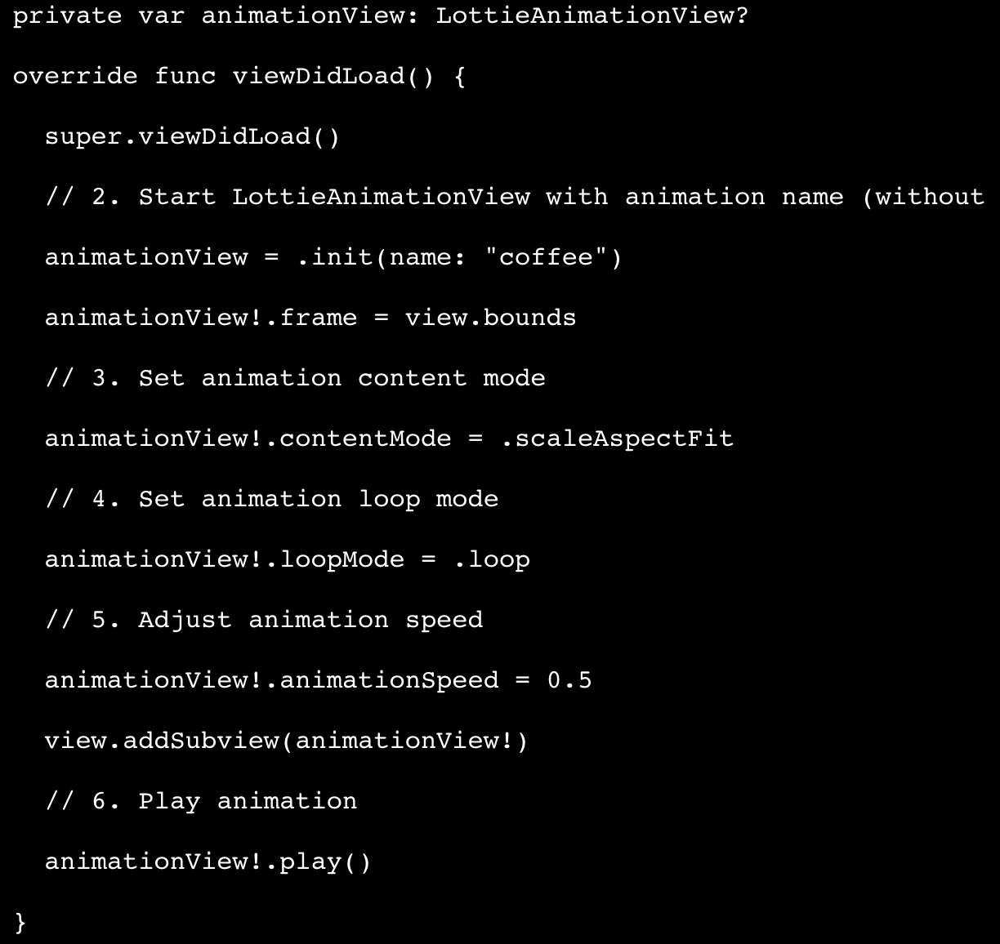 private var animationView: LottieAnimationView?
override func viewDidLoad() {
super.viewDidLoad()
// 2. Start LottieAnimationView with animation name (without
animationView = .init(name: "coffee")
animationView!.frame = view.bounds
// 3. Set animation content mode
animationView!.contentMode = .scaleAspectFit
// 4. Set animation loop mode
animationView!.loopMode = .loop
// 5. Adjust animation speed
animationView!.animationSpeed = 0.5
view.addSubview(animationView!)
// 6. Play animation
animationView!.play()
}